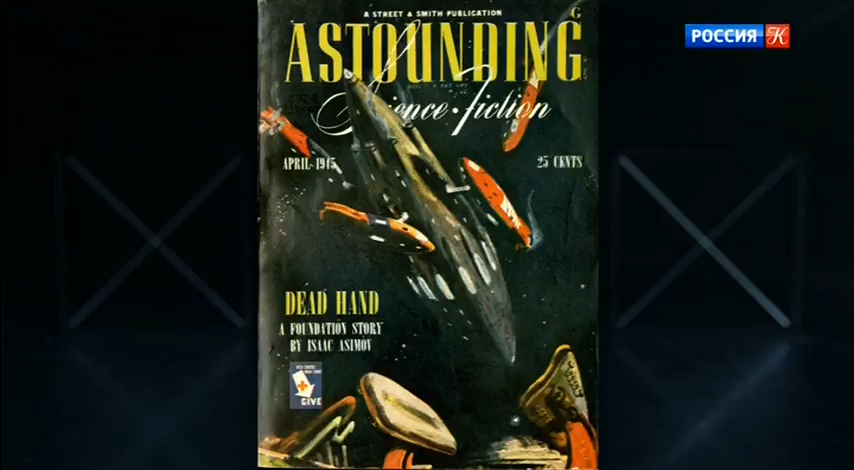 A STREET & SMITH PUBLICATION
РОССИЯ К
ASTOUNDING
Science-fiction
APRIL 1945
25 CENTS
DEAD HAND
A FOUNDATION STORY
BY ISAAC ASIMOV
GIVE